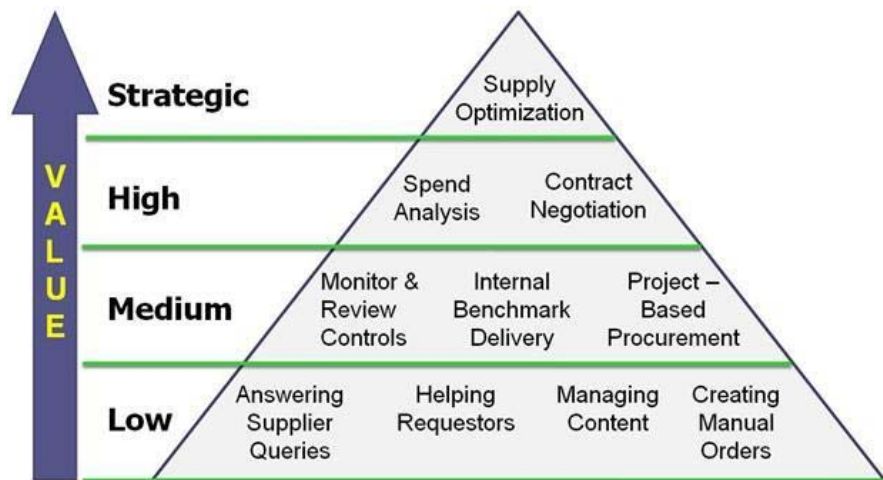 VALUE
Strategic
Supply
Optimization
High
Spend
Analysis
Contract
Negotiation
Medium
Monitor &
Review
Controls
Internal
Benchmark
Delivery
Project –
Based
Procurement
Low
Answering
Supplier
Queries
Helping
Requestors
Managing
Content
Creating
Manual
Orders